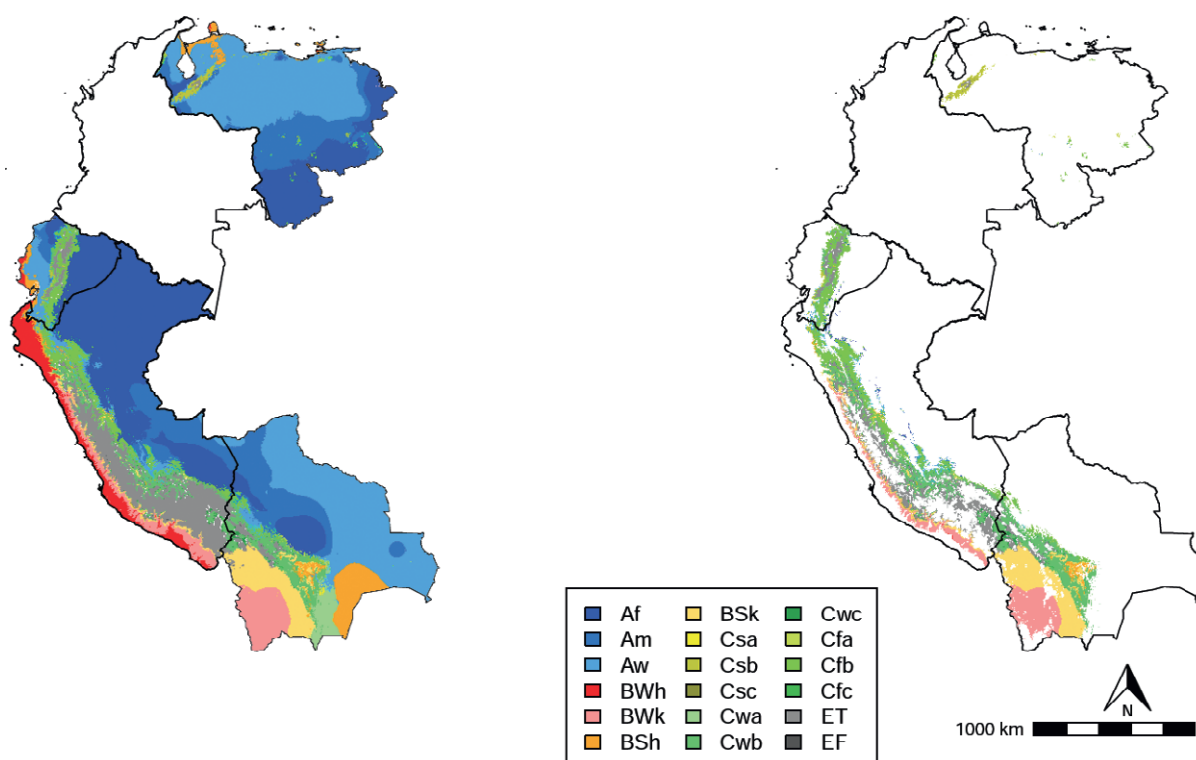 Af
Am
Aw
BWh
BWk
BSh
BSk
Csa
Csb
Csc
Cwa
Cwb
Cwc
Cfa
Cfb
Cfc
ET
EF
N
1000 km